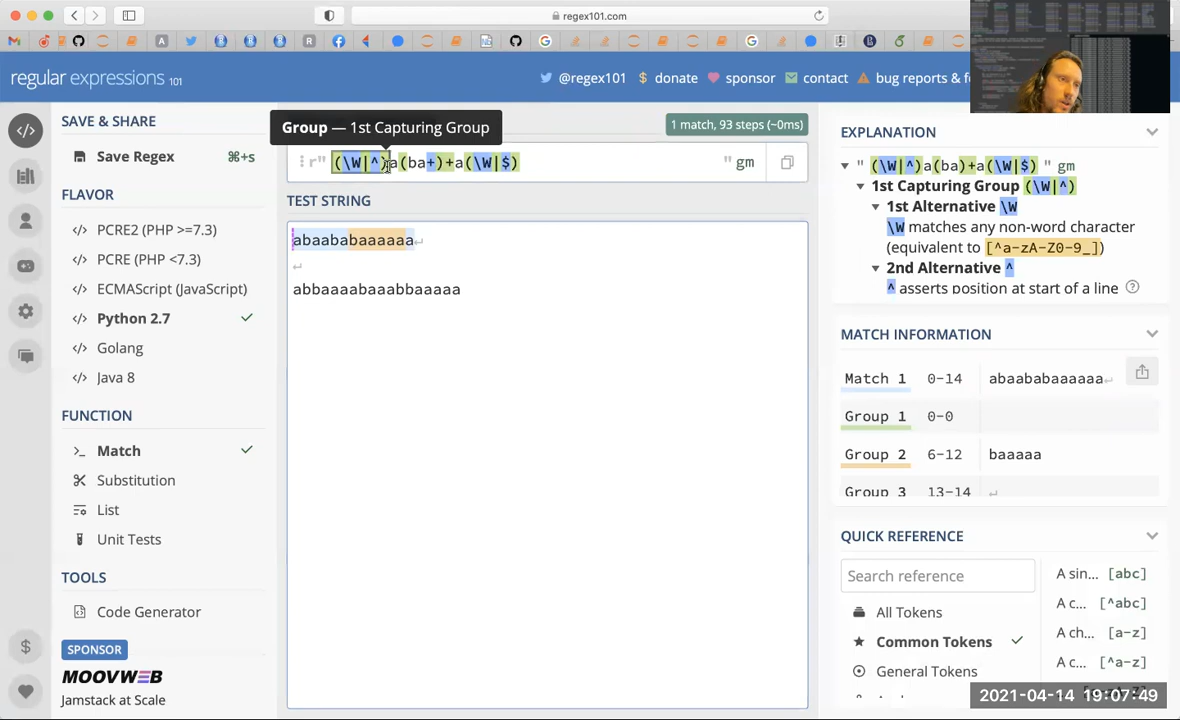 regex101.com
regular expressions 101
@regex101
$ donate
sponsor
contact
bug reports & f
SAVE & SHARE
Save Regex ⌘+s
FLAVOR
</> PCRE2 (PHP >=7.3)
</> PCRE (PHP <7.3)
</> ECMAScript (JavaScript)
</> Python 2.7
</> Golang
</> Java 8
FUNCTION
>_ Match
Substitution
List
Unit Tests
TOOLS
Code Generator
SPONSOR
MOOVWEB
Jamstack at Scale
Group — 1st Capturing Group
1 match, 93 steps (~0ms)
r" (\W|^)a(ba+)+a(\W|$) " gm
TEST STRING
abaababaaaaaa↵
↵
abbaaaabaaabbaaaaa
EXPLANATION
" (\W|^)a(ba)+a(\W|$) " gm
1st Capturing Group (\W|^)
1st Alternative \W
\W matches any non-word character
(equivalent to [^a-zA-Z0-9_])
2nd Alternative ^
^ asserts position at start of a line
MATCH INFORMATION
Match 1 0-14 abaababaaaaaa↵
Group 1 0-0
Group 2 6-12 baaaaa
Group 3 13-14 ↵
QUICK REFERENCE
Search reference
All Tokens
Common Tokens
General Tokens
A sin... [abc]
A c... [^abc]
A ch... [a-z]
A c... [^a-z]
2021-04-14 19:07:49